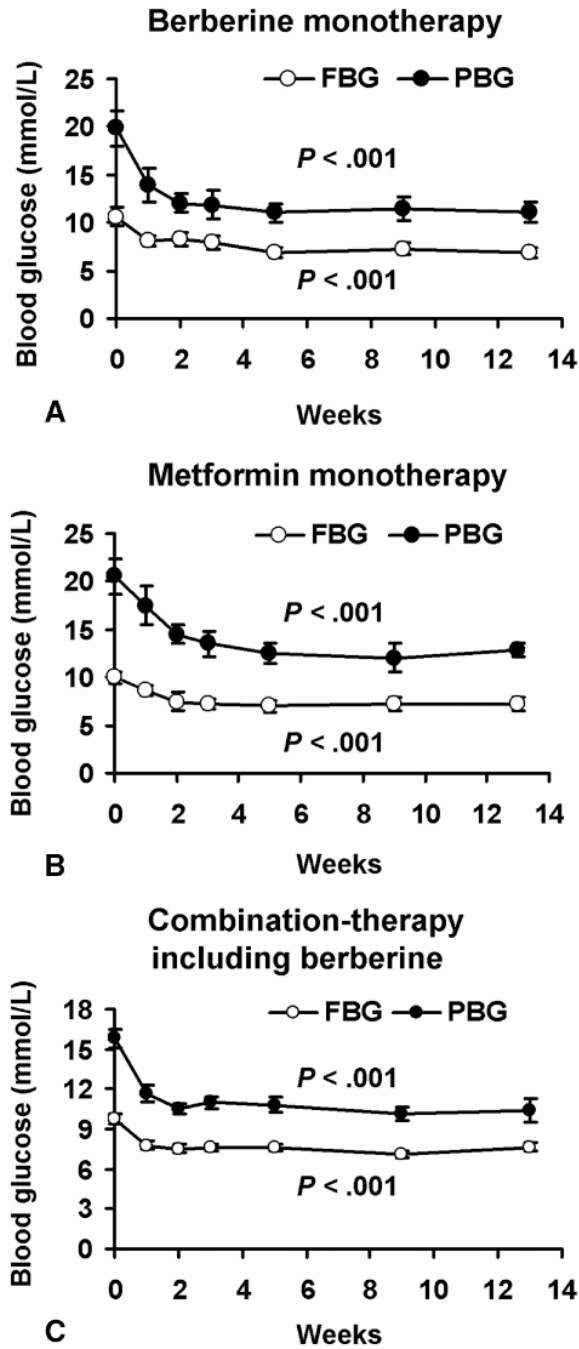 Berberine monotherapy
FBG PBG
Blood glucose (mmol/L)
25
20
15
10
5
0
P < .001
P < .001
0 2 4 6 8 10 12 14
Weeks
A
Metformin monotherapy
FBG PBG
Blood glucose (mmol/L)
25
20
15
10
5
0
P < .001
P < .001
0 2 4 6 8 10 12 14
Weeks
B
Combination-therapy
including berberine
FBG PBG
Blood glucose (mmol/L)
18
15
12
9
6
3
0
P < .001
P < .001
0 2 4 6 8 10 12 14
Weeks
C